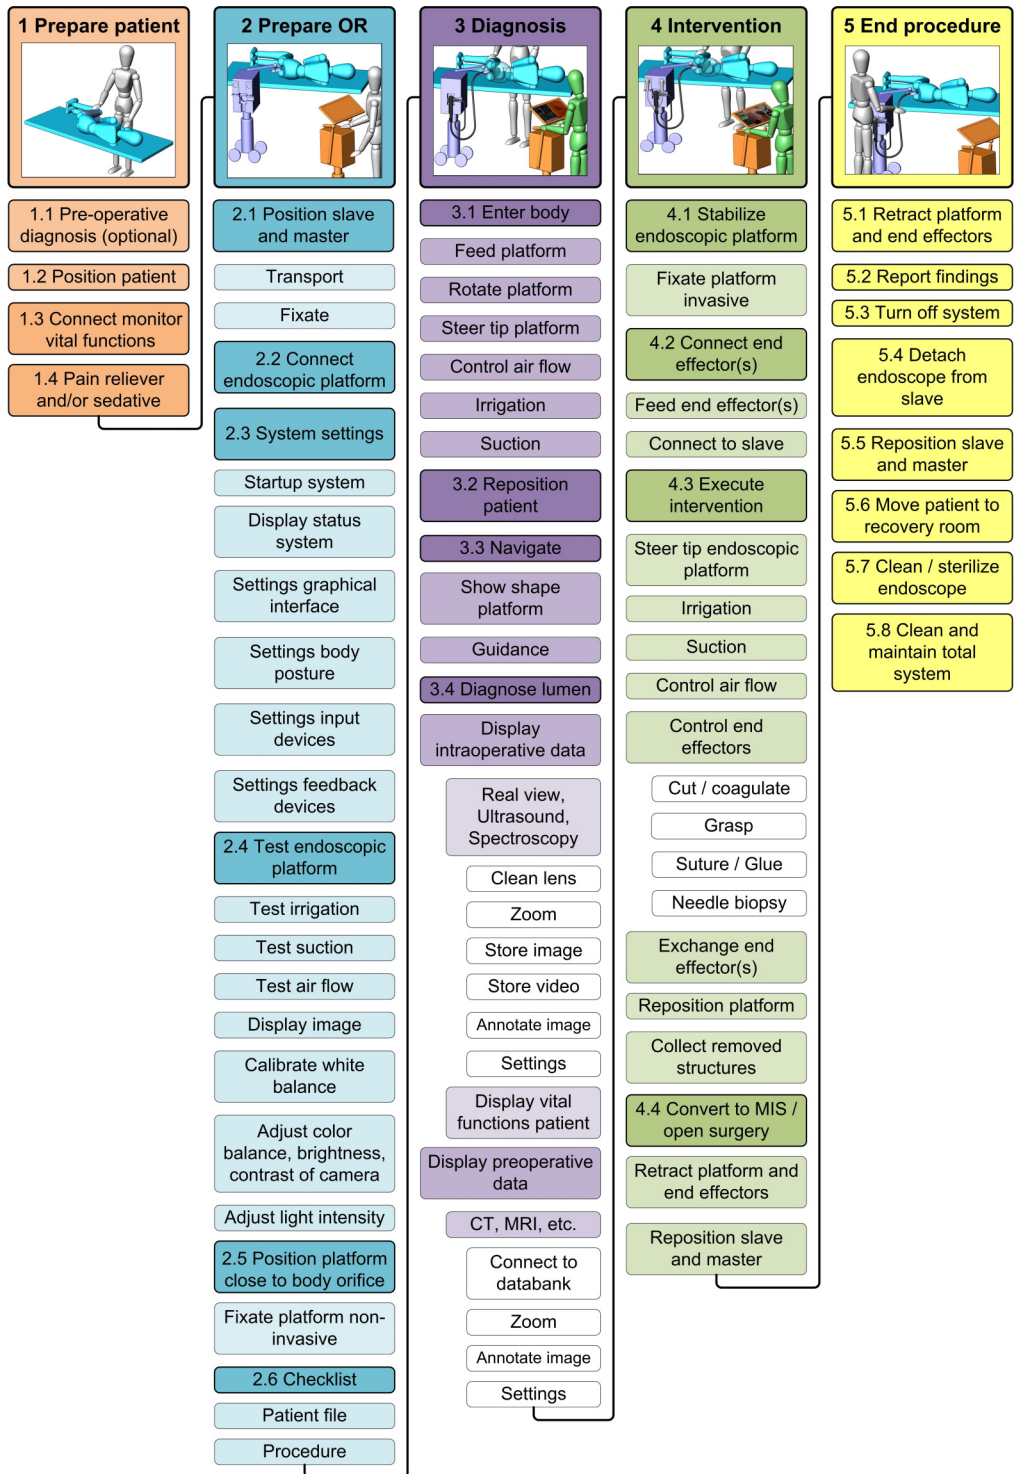 1 Prepare patient
1.1 Pre-operative
diagnosis (optional)
1.2 Position patient
1.3 Connect monitor
vital functions
1.4 Pain reliever
and/or sedative
2 Prepare OR
2.1 Position slave
and master
Transport
Fixate
2.2 Connect
endoscopic platform
2.3 System settings
Startup system
Display status
system
Settings graphical
interface
Settings body
posture
Settings input
devices
Settings feedback
devices
2.4 Test endoscopic
platform
Test irrigation
Test suction
Test air flow
Display image
Calibrate white
balance
Adjust color
balance, brightness,
contrast of camera
Adjust light intensity
2.5 Position platform
close to body orifice
Fixate platform non-
invasive
2.6 Checklist
Patient file
Procedure
3 Diagnosis
3.1 Enter body
Feed platform
Rotate platform
Steer tip platform
Control air flow
Irrigation
Suction
3.2 Reposition
patient
3.3 Navigate
Show shape
platform
Guidance
3.4 Diagnose lumen
Display
intraoperative data
Real view,
Ultrasound,
Spectroscopy
Clean lens
Zoom
Store image
Store video
Annotate image
Settings
Display vital
functions patient
Display preoperative
data
CT, MRI, etc.
Connect to
databank
Zoom
Annotate image
Settings
4 Intervention
4.1 Stabilize
endoscopic platform
Fixate platform
invasive
4.2 Connect end
effector(s)
Feed end effector(s)
Connect to slave
4.3 Execute
intervention
Steer tip endoscopic
platform
Irrigation
Suction
Control air flow
Control end
effectors
Cut / coagulate
Grasp
Suture / Glue
Needle biopsy
Exchange end
effector(s)
Reposition platform
Collect removed
structures
4.4 Convert to MIS /
open surgery
Retract platform and
end effectors
Reposition slave
and master
5 End procedure
5.1 Retract platform
and end effectors
5.2 Report findings
5.3 Turn off system
5.4 Detach
endoscope from
slave
5.5 Reposition slave
and master
5.6 Move patient to
recovery room
5.7 Clean / sterilize
endoscope
5.8 Clean and
maintain total
system